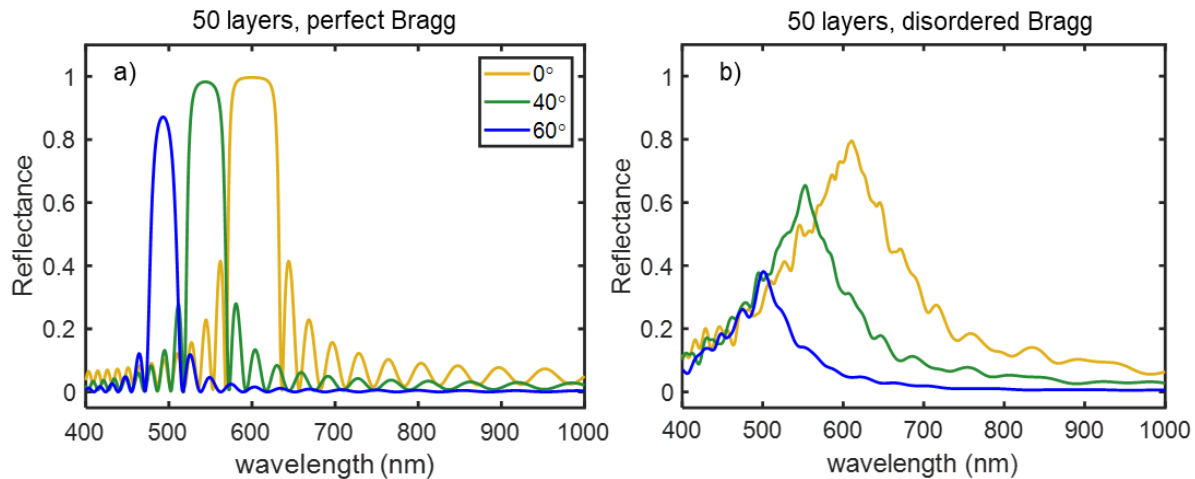 50 layers, perfect Bragg
a)
0°
40°
60°
Reflectance
1
0.8
0.6
0.4
0.2
0
400 500 600 700 800 900 1000
wavelength (nm)
50 layers, disordered Bragg
b)
Reflectance
1
0.8
0.6
0.4
0.2
0
400 500 600 700 800 900 1000
wavelength (nm)